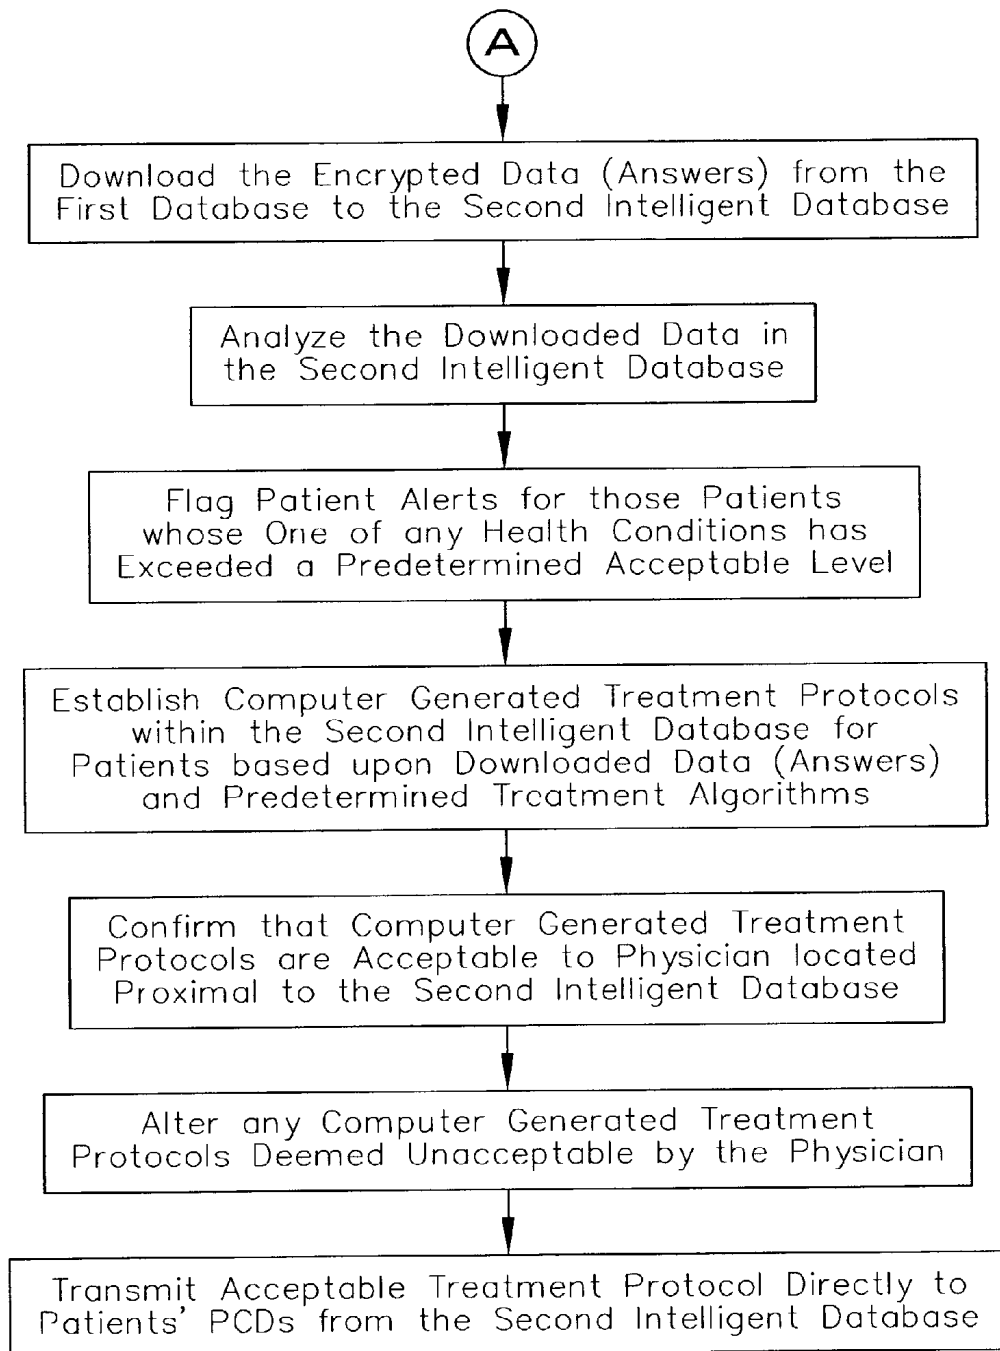 A
Download the Encrypted Data (Answers) from the
First Database to the Second Intelligent Database
Analyze the Downloaded Data in
the Second Intelligent Database
Flag Patient Alerts for those Patients
whose One of any Health Conditions has
Exceeded a Predetermined Acceptable Level
Establish Computer Generated Treatment Protocols
within the Second Intelligent Database for
Patients based upon Downloaded Data (Answers)
and Predetermined Treatment Algorithms
Confirm that Computer Generated Treatment
Protocols are Acceptable to Physician located
Proximal to the Second Intelligent Database
Alter any Computer Generated Treatment
Protocols Deemed Unacceptable by the Physician
Transmit Acceptable Treatment Protocol Directly to
Patients' PCDs from the Second Intelligent Database